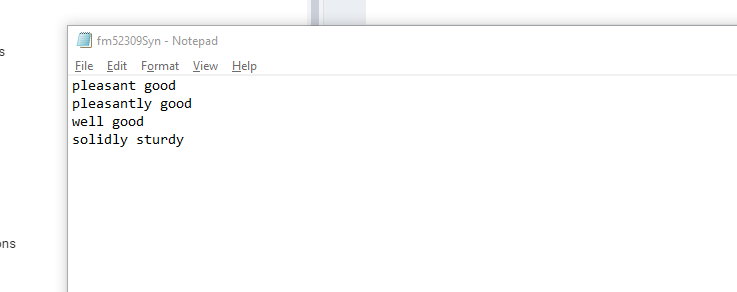 fm52309Syn - Notepad
File Edit Format View Help
pleasant good
pleasantly good
well good
solidly sturdy
s
ons